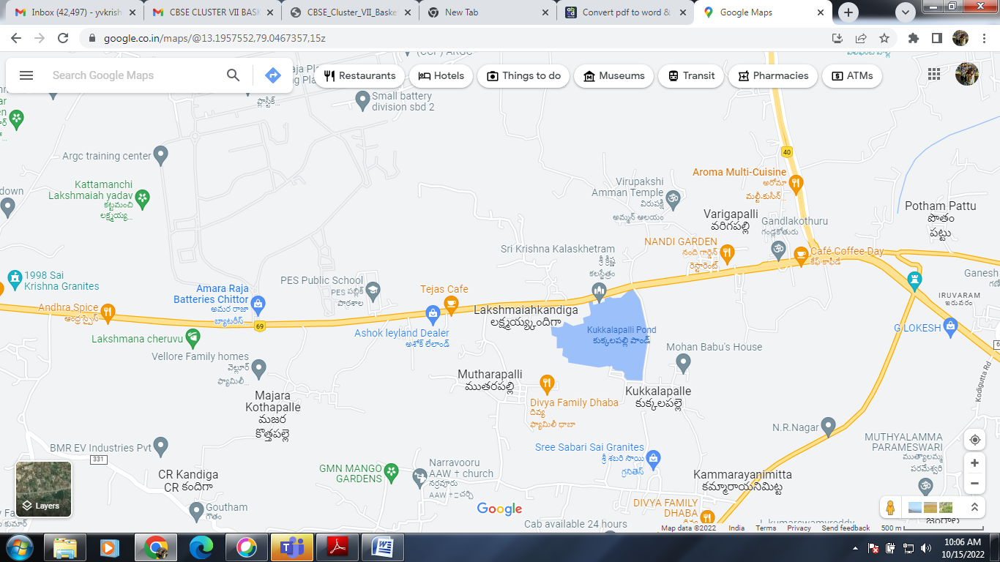 Inbox (42,497) - yvkrish
CBSE CLUSTER VII BASK
CBSE_Cluster_VII_Baske
New Tab
Convert pdf to word &
Google Maps
google.co.in/maps/@13.1957552,79.0467357,15z
Search Google Maps
Restaurants
Hotels
Things to do
Museums
Transit
Pharmacies
ATMs
Small battery
division sbd 2
Argc training center
Kattamanchi
Lakshmaiah yadav
కట్టమంచి
లక్ష్మయ్య...
down
40
Aroma Multi-Cuisine
అరోమా
మల్టీ-కుసిన్...
Virupakshi
Amman Temple
విరుపక్షి
అమ్మన్ ఆలయం
Varigapalli
వరిగపల్లి
Gandlakothuru
గండ్లకోతురు
Potham Pattu
పొతం
పట్టు
NANDI GARDEN
నంది గార్డెన్
రెస్టారెంట్
Café Coffee Day
కేఫ్ కాఫీడే
Sri Krishna Kalaskhetram
శ్రీ క్రిష్ణ
కలస్ఖేత్రం
1998 Sai
Krishna Granites
Amara Raja
Batteries Chittor
అమర రాజా
బ్యాటరీస్...
PES Public School
PES పబ్లిక్
పాఠశాల
Tejas Cafe
Ganesh
IRUVARAM
ఇరువరం
Andhra Spice
ఆంధ్ర స్పైస్
69
Lakshmaiahkandiga
లక్ష్మయ్య్కందిగా
Ashok leyland Dealer
అశోక్ లేలాండ్
Kukkalapalli Pond
కుక్కలపల్లి పాండ్
G LOKESH
Lakshmana cheruvu
Mohan Babu's House
Vellore Family homes
వెల్లూర్
ఫ్యామిలీ...
Mutharapalli
ముతరపల్లి
Kukkalapalle
కుక్కలపల్లె
Kodigutta Rd
Majara
Kothapalle
మజర
కొత్తపల్లె
Divya Family Dhaba
దివ్య
ఫ్యామిలీ ధాబా
N.R.Nagar
BMR EV Industries Pvt
331
Sree Sabari Sai Granites
శ్రీ శబరి సాయి
గ్రనితెస్
MUTHYALAMMA
PARAMESWARI
ముత్యాలమ్మ
పరమేశ్వరి
CR Kandiga
CR కందిగా
GMN MANGO
GARDENS
Narravooru
AAW + church
నర్రవూరు
Kammarayanimitta
కమ్మారాయనిమిట్ట
Layers
Goutham
గౌతం
Google
DIVYA FAMILY
DHABA
Cab available 24 hours
Map data ©2022
India
Terms
Privacy
Send feedback
500 m
10:06 AM
10/15/2022